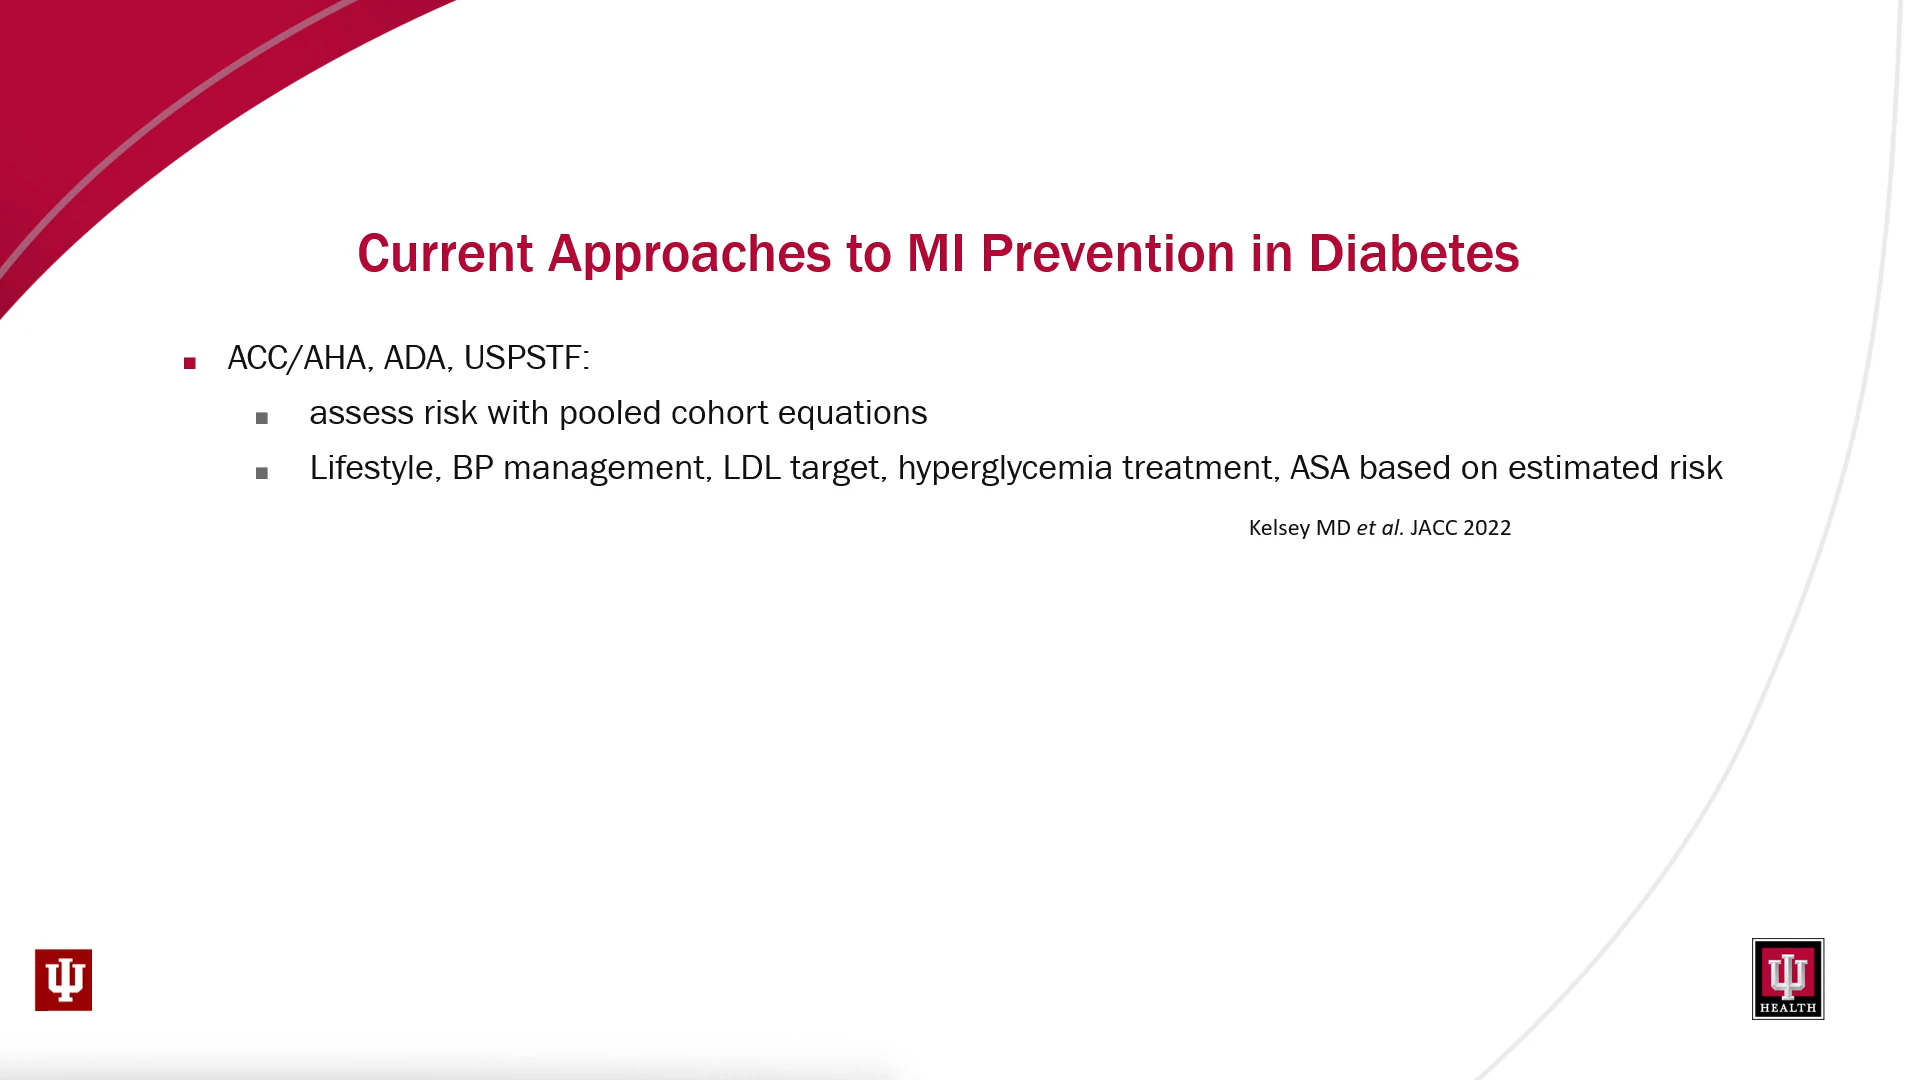 Current Approaches to MI Prevention in Diabetes
ACC/AHA, ADA, USPSTF:
assess risk with pooled cohort equations
Lifestyle, BP management, LDL target, hyperglycemia treatment, ASA based on estimated risk
Kelsey MD et al. JACC 2022
HEALTH